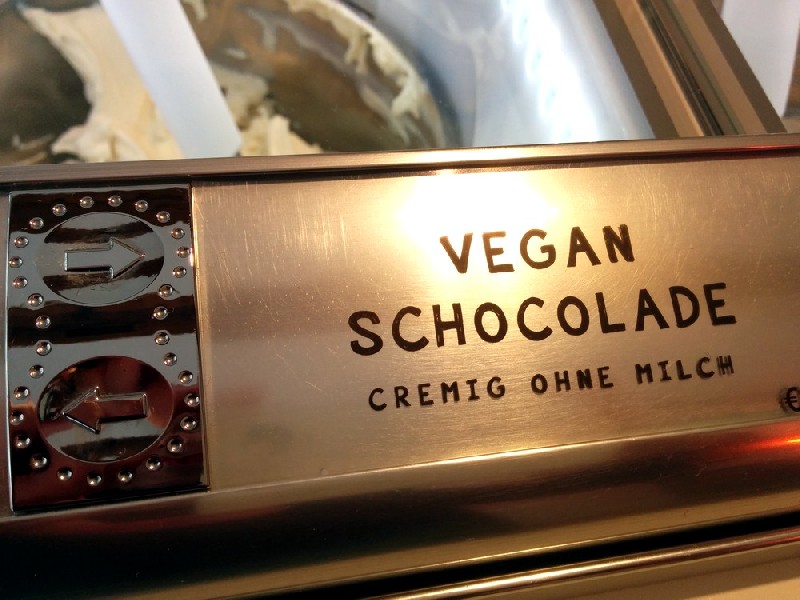 VEGAN
SCHOCOLADE
CREMIG OHNE MILCH
€